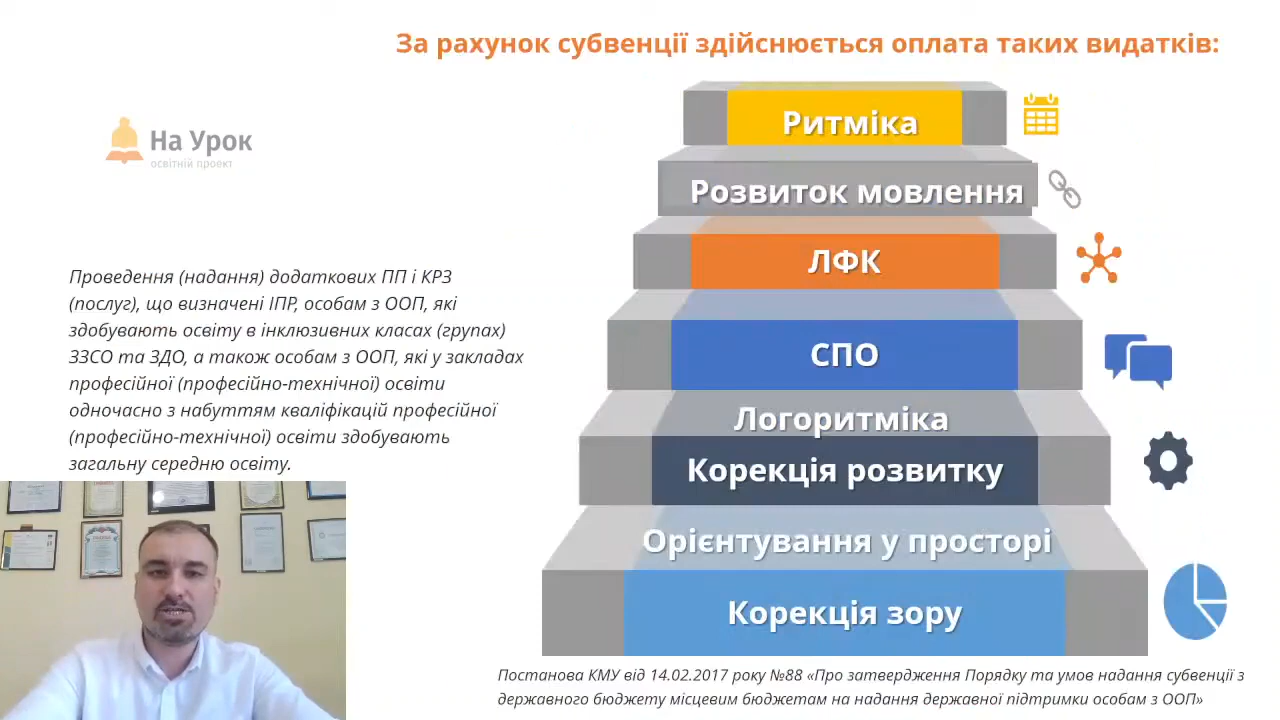 За рахунок субвенції здійснюється оплата таких видатків:
На Урок
освітній проект
Проведення (надання) додаткових ПП і КРЗ
(послуг), що визначені ІПР, особам з ООП, які
здобувають освіту в інклюзивних класах (групах)
ЗЗСО та ЗДО, а також особам з ООП, які у закладах
професійної (професійно-технічної) освіти
одночасно з набуттям кваліфікацій професійної
(професійно-технічної) освіти здобувають
загальну середню освіту.
Ритміка
Розвиток мовлення
ЛФК
СПО
Логоритміка
Корекція розвитку
Орієнтування у просторі
Корекція зору
Постанова КМУ від 14.02.2017 року №88 «Про затвердження Порядку та умов надання субвенції з
державного бюджету місцевим бюджетам на надання державної підтримки особам з ООП»